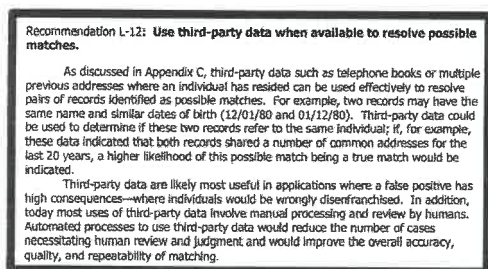 Recommendation L-12: Use third-party data when available to resolve possible
matches.
As discussed in Appendix C, third-party data such as telephone books or multiple
previous addresses where an individual has resided can be used effectively to resolve
pairs of records identified as possible matches. For example, two records may have the
same name and similar dates of birth (12/01/80 and 01/12/80). Third-party data could
be used to determine if these two records refer to the same individual; if, for example,
these data indicated that both records shared a number of common addresses for the
last 20 years, a higher likelihood of this possible match being a true match would be
indicated.
Third-party data are likely most useful in applications where a false positive has
high consequences—where individuals would be wrongly disenfranchised. In addition,
today most uses of third-party data involve manual processing and review by humans.
Automated processes to use third-party data would reduce the number of cases
necessitating human review and judgment and would improve the overall accuracy,
quality, and repeatability of matching.